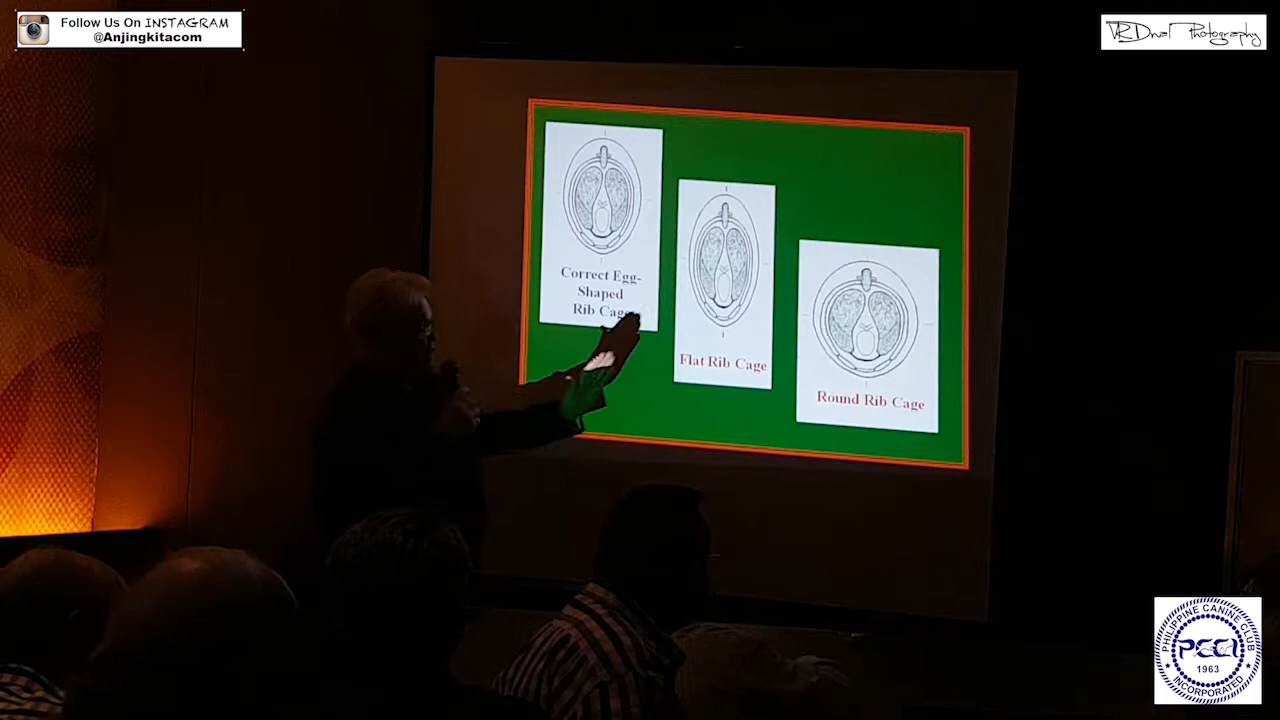 Follow Us On INSTAGRAM
@Anjingkitacom
VRDnal Photography
Correct Egg-
Shaped
Rib Cage
Flat Rib Cage
Round Rib Cage
PHILIPPINE CANINE CLUB
PCCI
1963
INCORPORATED